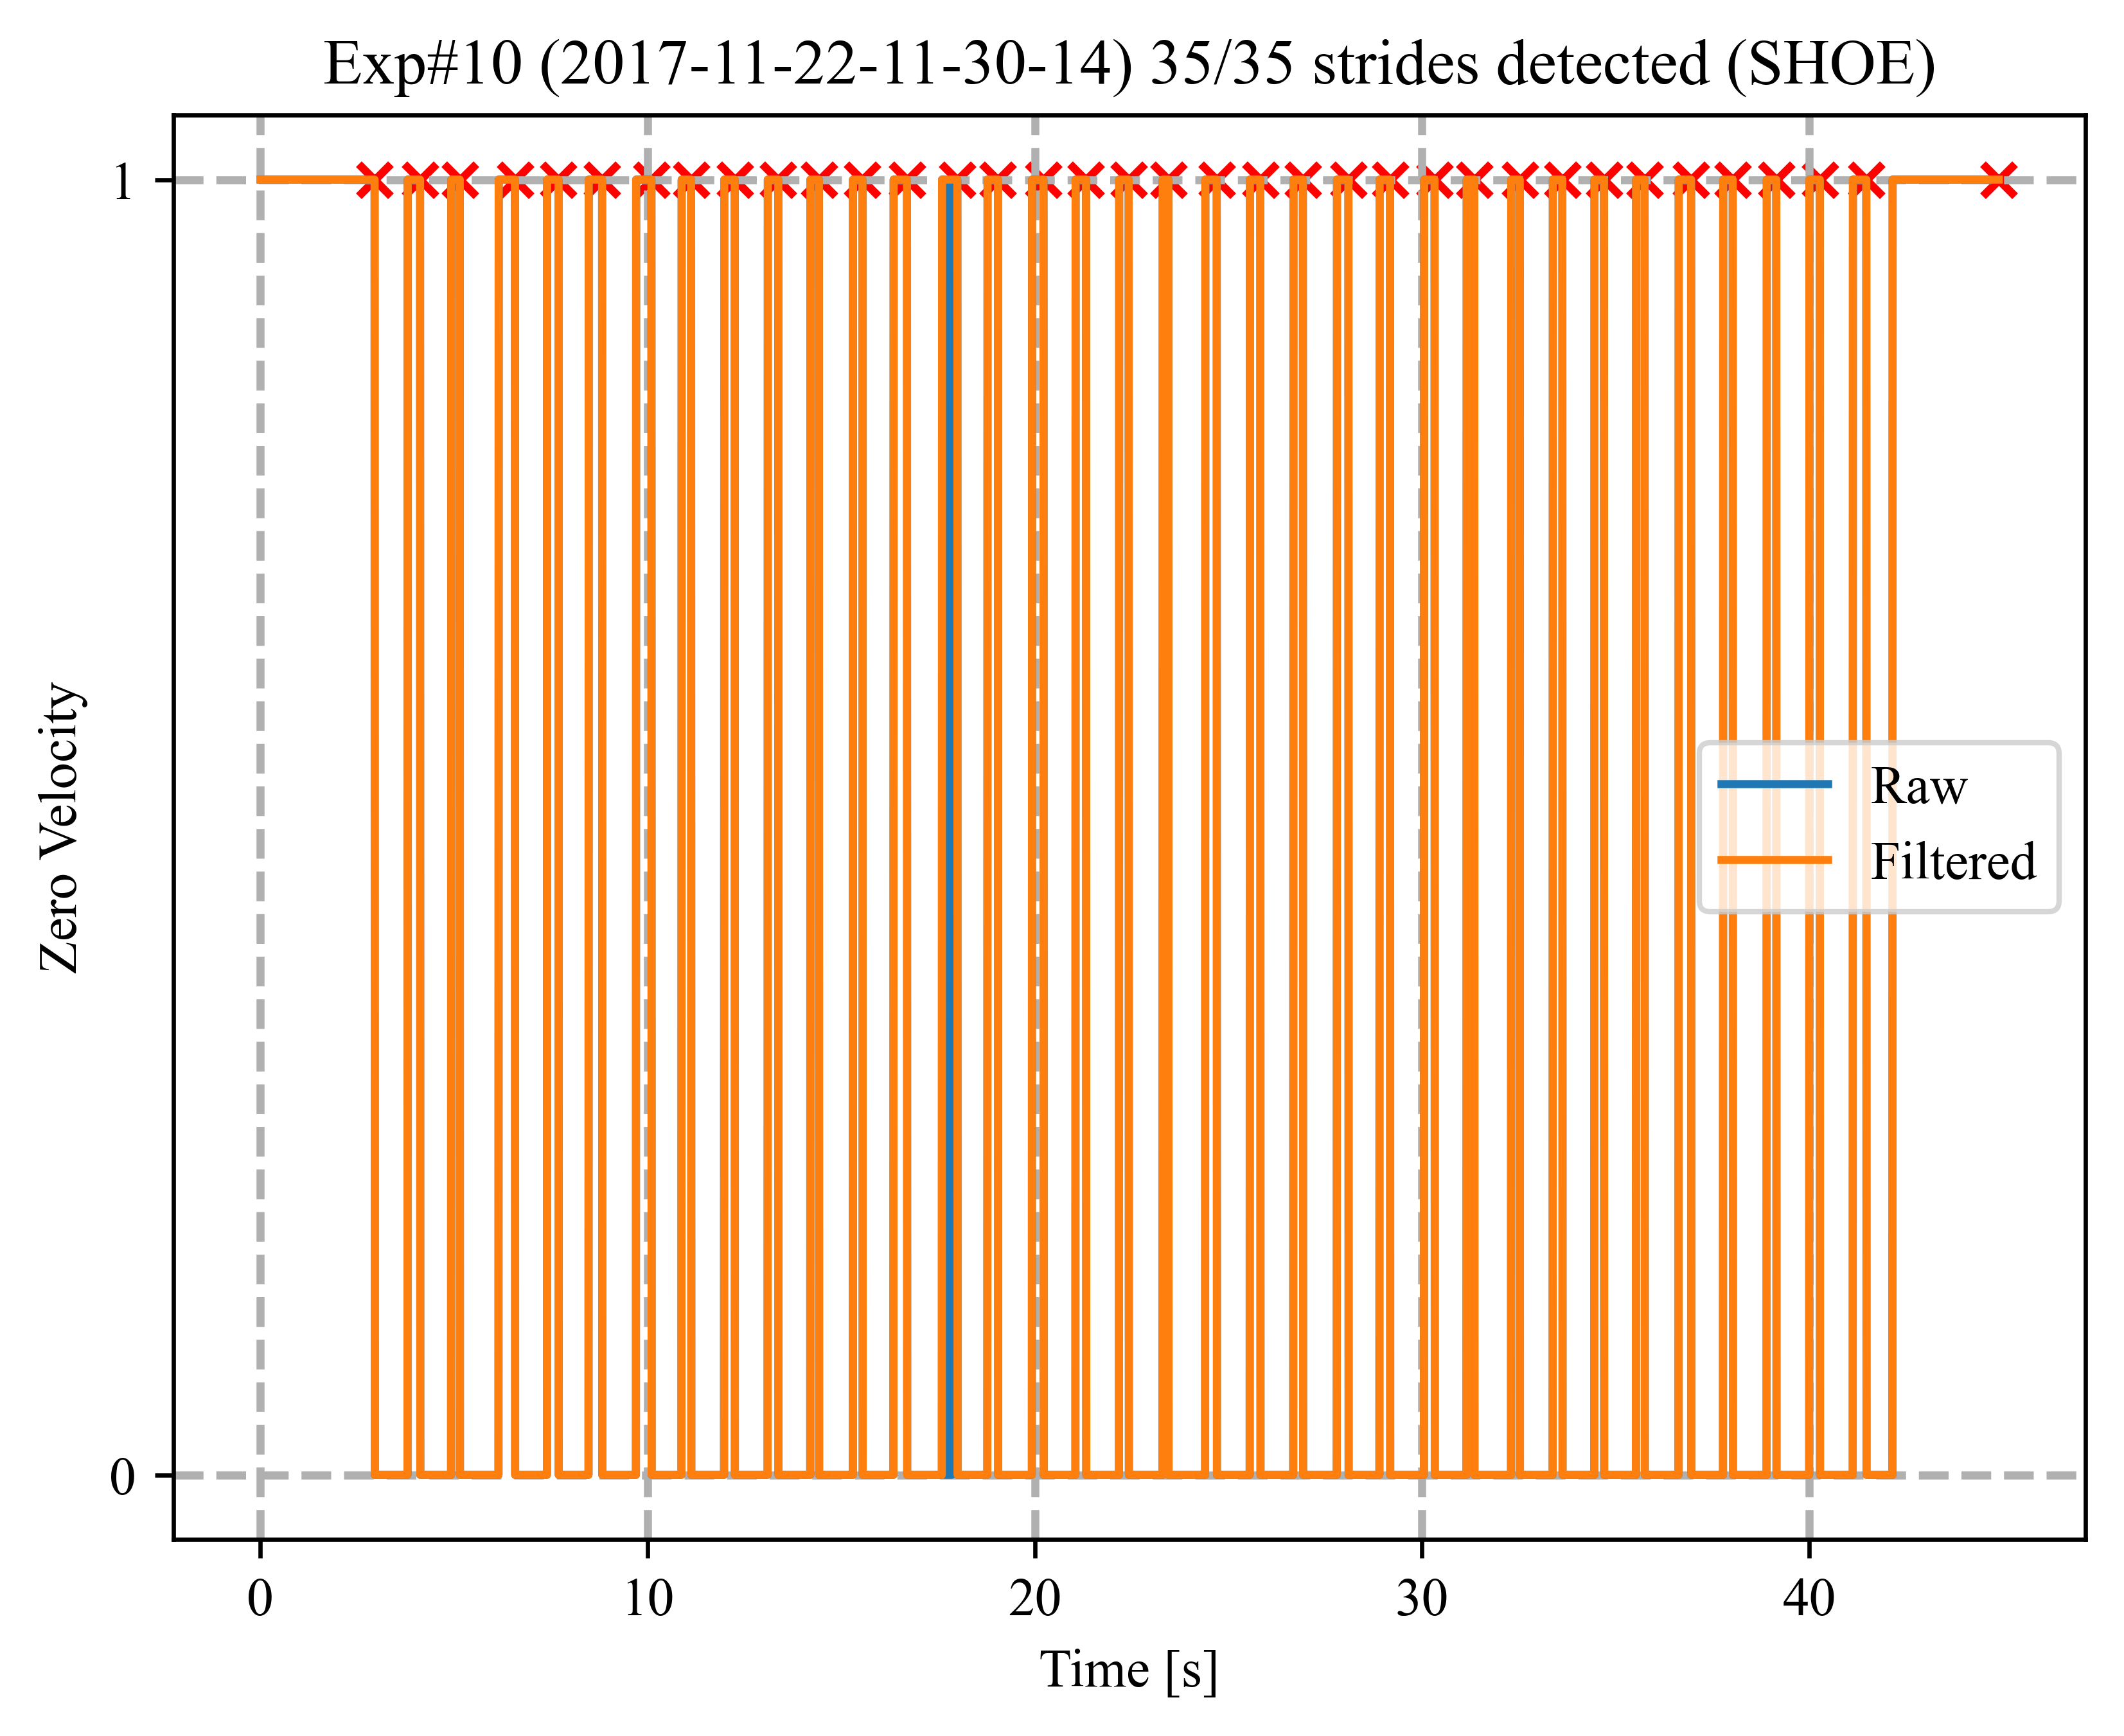 Exp#10 (2017-11-22-11-30-14) 35/35 strides detected (SHOE)
1
Zero Velocity
Raw
Filtered
0
0 10 20 30 40
Time [s]